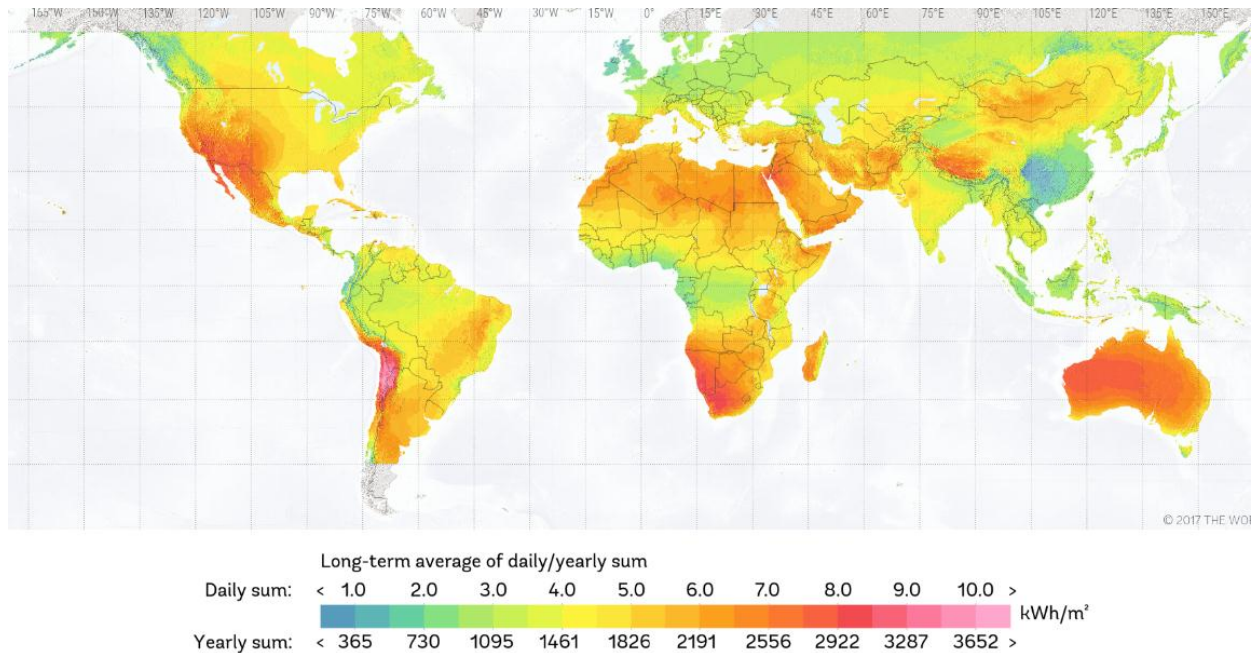 165°W 150°W 135°W 120°W 105°W 90°W 75°W 60°W 45°W 30°W 15°W 0° 15°E 30°E 45°E 60°E 75°E 90°E 105°E 120°E 135°E 150°E
© 2017 THE WO
Long-term average of daily/yearly sum
Daily sum: < 1.0 2.0 3.0 4.0 5.0 6.0 7.0 8.0 9.0 10.0 >
kWh/m²
Yearly sum: < 365 730 1095 1461 1826 2191 2556 2922 3287 3652 >